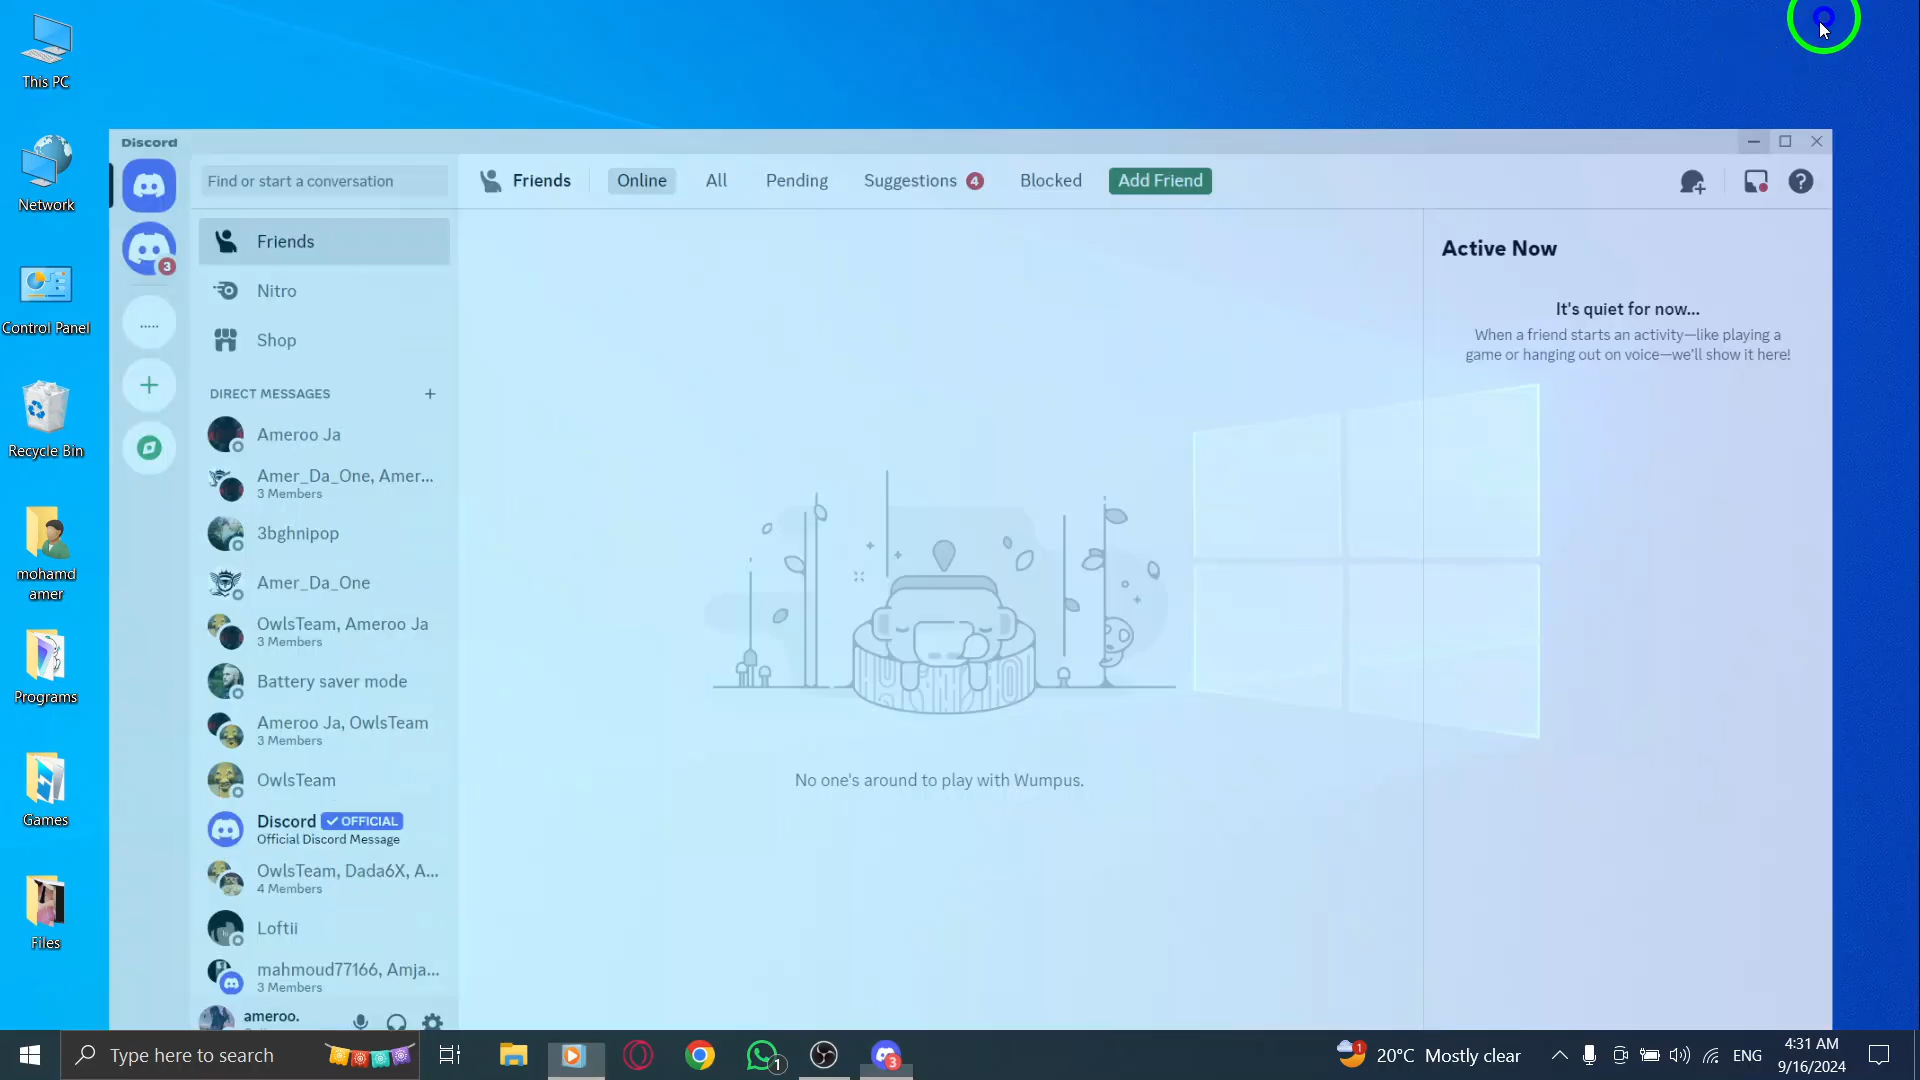 This PC
Network
Control Panel
Recycle Bin
mohamd
amer
Programs
Games
Files
Discord
3
.....
Find or start a conversation
Friends
Nitro
Shop
DIRECT MESSAGES
Ameroo Ja
Amer_Da_One, Amer...
3 Members
3bghnipop
Amer_Da_One
OwlsTeam, Ameroo Ja
3 Members
Battery saver mode
Ameroo Ja, OwlsTeam
3 Members
OwlsTeam
Discord OFFICIAL
Official Discord Message
OwlsTeam, Dada6X, A...
4 Members
Loftii
mahmoud77166, Amja...
3 Members
ameroo.
Friends Online All Pending Suggestions 4 Blocked Add Friend
No one's around to play with Wumpus.
Active Now
It's quiet for now...
When a friend starts an activity—like playing a
game or hanging out on voice—we'll show it here!
Type here to search
1
3
1
20°C Mostly clear
ENG
4:31 AM
9/16/2024